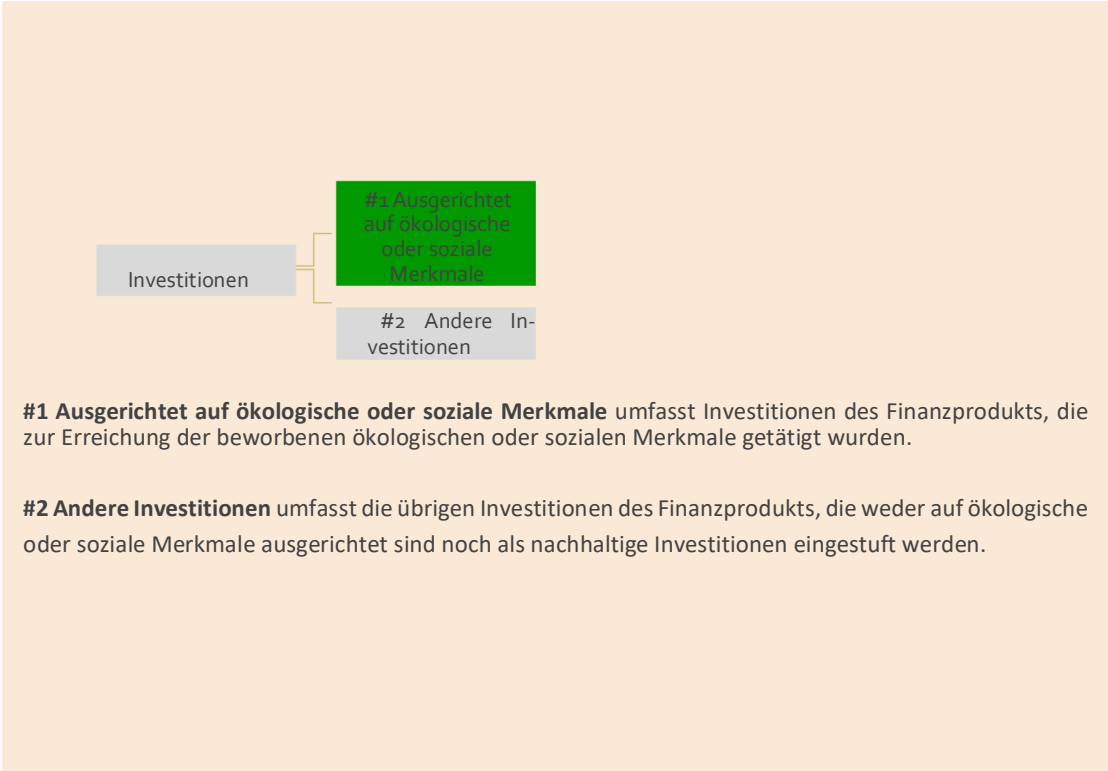 #1 Ausgerichtet
auf ökologische
oder soziale
Merkmale
Investitionen
#2 Andere In-
vestitionen
#1 Ausgerichtet auf ökologische oder soziale Merkmale umfasst Investitionen des Finanzprodukts, die
zur Erreichung der beworbenen ökologischen oder sozialen Merkmale getätigt wurden.
#2 Andere Investitionen umfasst die übrigen Investitionen des Finanzprodukts, die weder auf ökologische
oder soziale Merkmale ausgerichtet sind noch als nachhaltige Investitionen eingestuft werden.